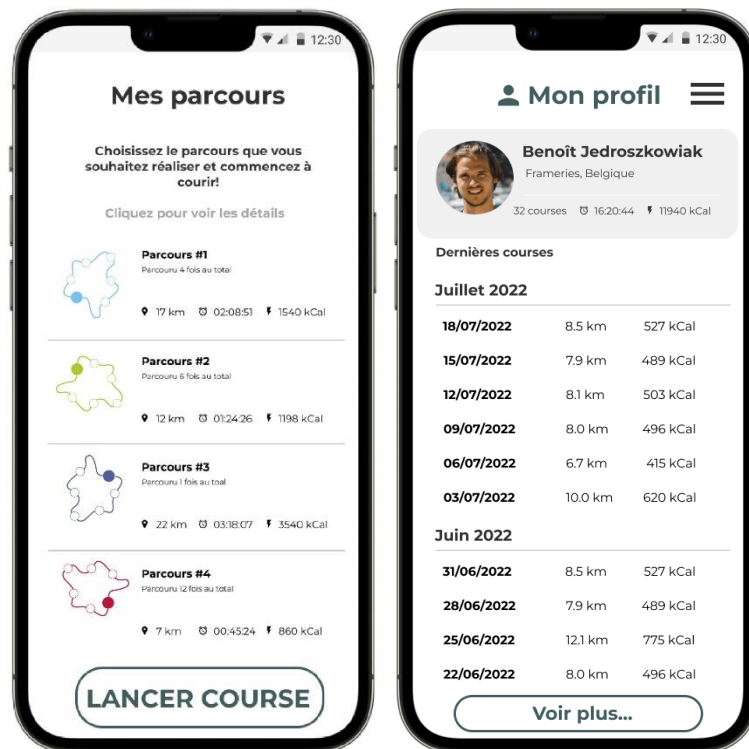 12:30
Mes parcours
Choisissez le parcours que vous
souhaitez réaliser et commencez à
courir!
Cliquez pour voir les détails
Parcours #1
Parcouru 4 fois au total
17 km 02:08:51 1540 kCal
Parcours #2
Parcouru 6 fois au total
12 km 01:24:26 1198 kCal
Parcours #3
Parcouru 1 fois au toal
22 km 03:18:07 3540 kCal
Parcours #4
Parcouru 12 fois au total
7 km 00:45:24 860 kCal
LANCER COURSE
12:30
Mon profil
Benoît Jedroszkowiak
Frameries, Belgique
32 courses 16:20:44 11940 kCal
Dernières courses
Juillet 2022
18/07/2022 8.5 km 527 kCal
15/07/2022 7.9 km 489 kCal
12/07/2022 8.1 km 503 kCal
09/07/2022 8.0 km 496 kCal
06/07/2022 6.7 km 415 kCal
03/07/2022 10.0 km 620 kCal
Juin 2022
31/06/2022 8.5 km 527 kCal
28/06/2022 7.9 km 489 kCal
25/06/2022 12.1 km 775 kCal
22/06/2022 8.0 km 496 kCal
Voir plus...